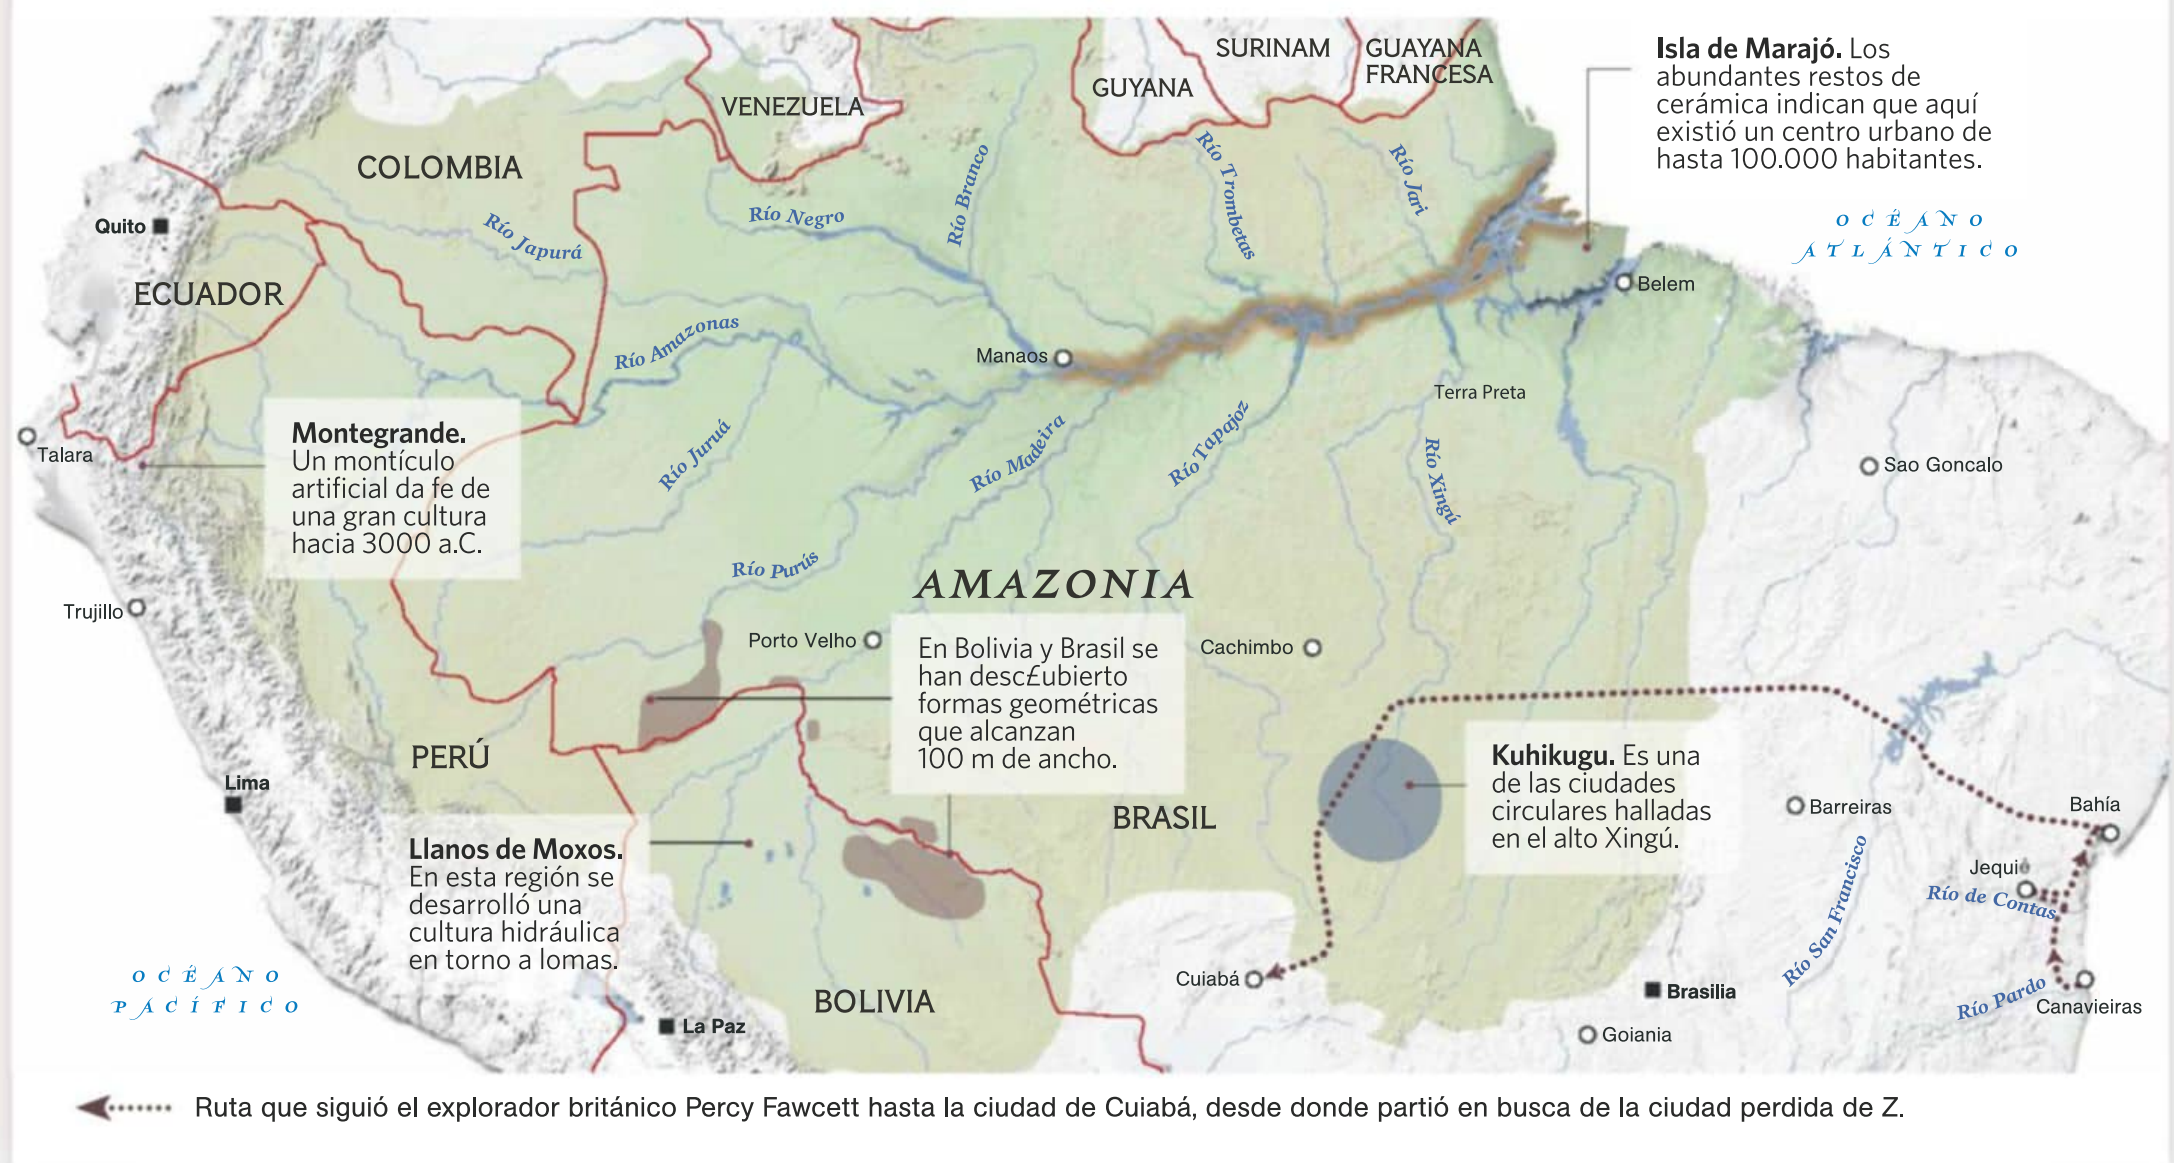 SURINAM
GUAYANA
FRANCESA
GUYANA
VENEZUELA
COLOMBIA
Isla de Marajó. Los
abundantes restos de
cerámica indican que aquí
existió un centro urbano de
hasta 100.000 habitantes.
OCÉANO
ATLÁNTICO
Río Branco
Río Trombetas
Río Jari
Río Negro
Río Japurá
Quito
ECUADOR
Belem
Río Amazonas
Manaos
Terra Preta
Talara
Montegrande.
Un montículo
artificial da fe de
una gran cultura
hacia 3000 a.C.
Río Juruá
Río Madeira
Río Tapajoz
Río Xingú
Sao Goncalo
Río Purús
AMAZONIA
Trujillo
Porto Velho
En Bolivia y Brasil se
han desc£ubierto
formas geométricas
que alcanzan
100 m de ancho.
Cachimbo
PERÚ
Lima
BRASIL
Kuhikugu. Es una
de las ciudades
circulares halladas
en el alto Xingú.
Barreiras
Bahía
Llanos de Moxos.
En esta región se
desarrolló una
cultura hidráulica
en torno a lomas.
Jequié
Río de Contas
Río San Francisco
OCÉANO
PACÍFICO
BOLIVIA
La Paz
Cuiabá
Brasilia
Goiania
Río Pardo
Canavieiras
Ruta que siguió el explorador británico Percy Fawcett hasta la ciudad de Cuiabá, desde donde partió en busca de la ciudad perdida de Z.